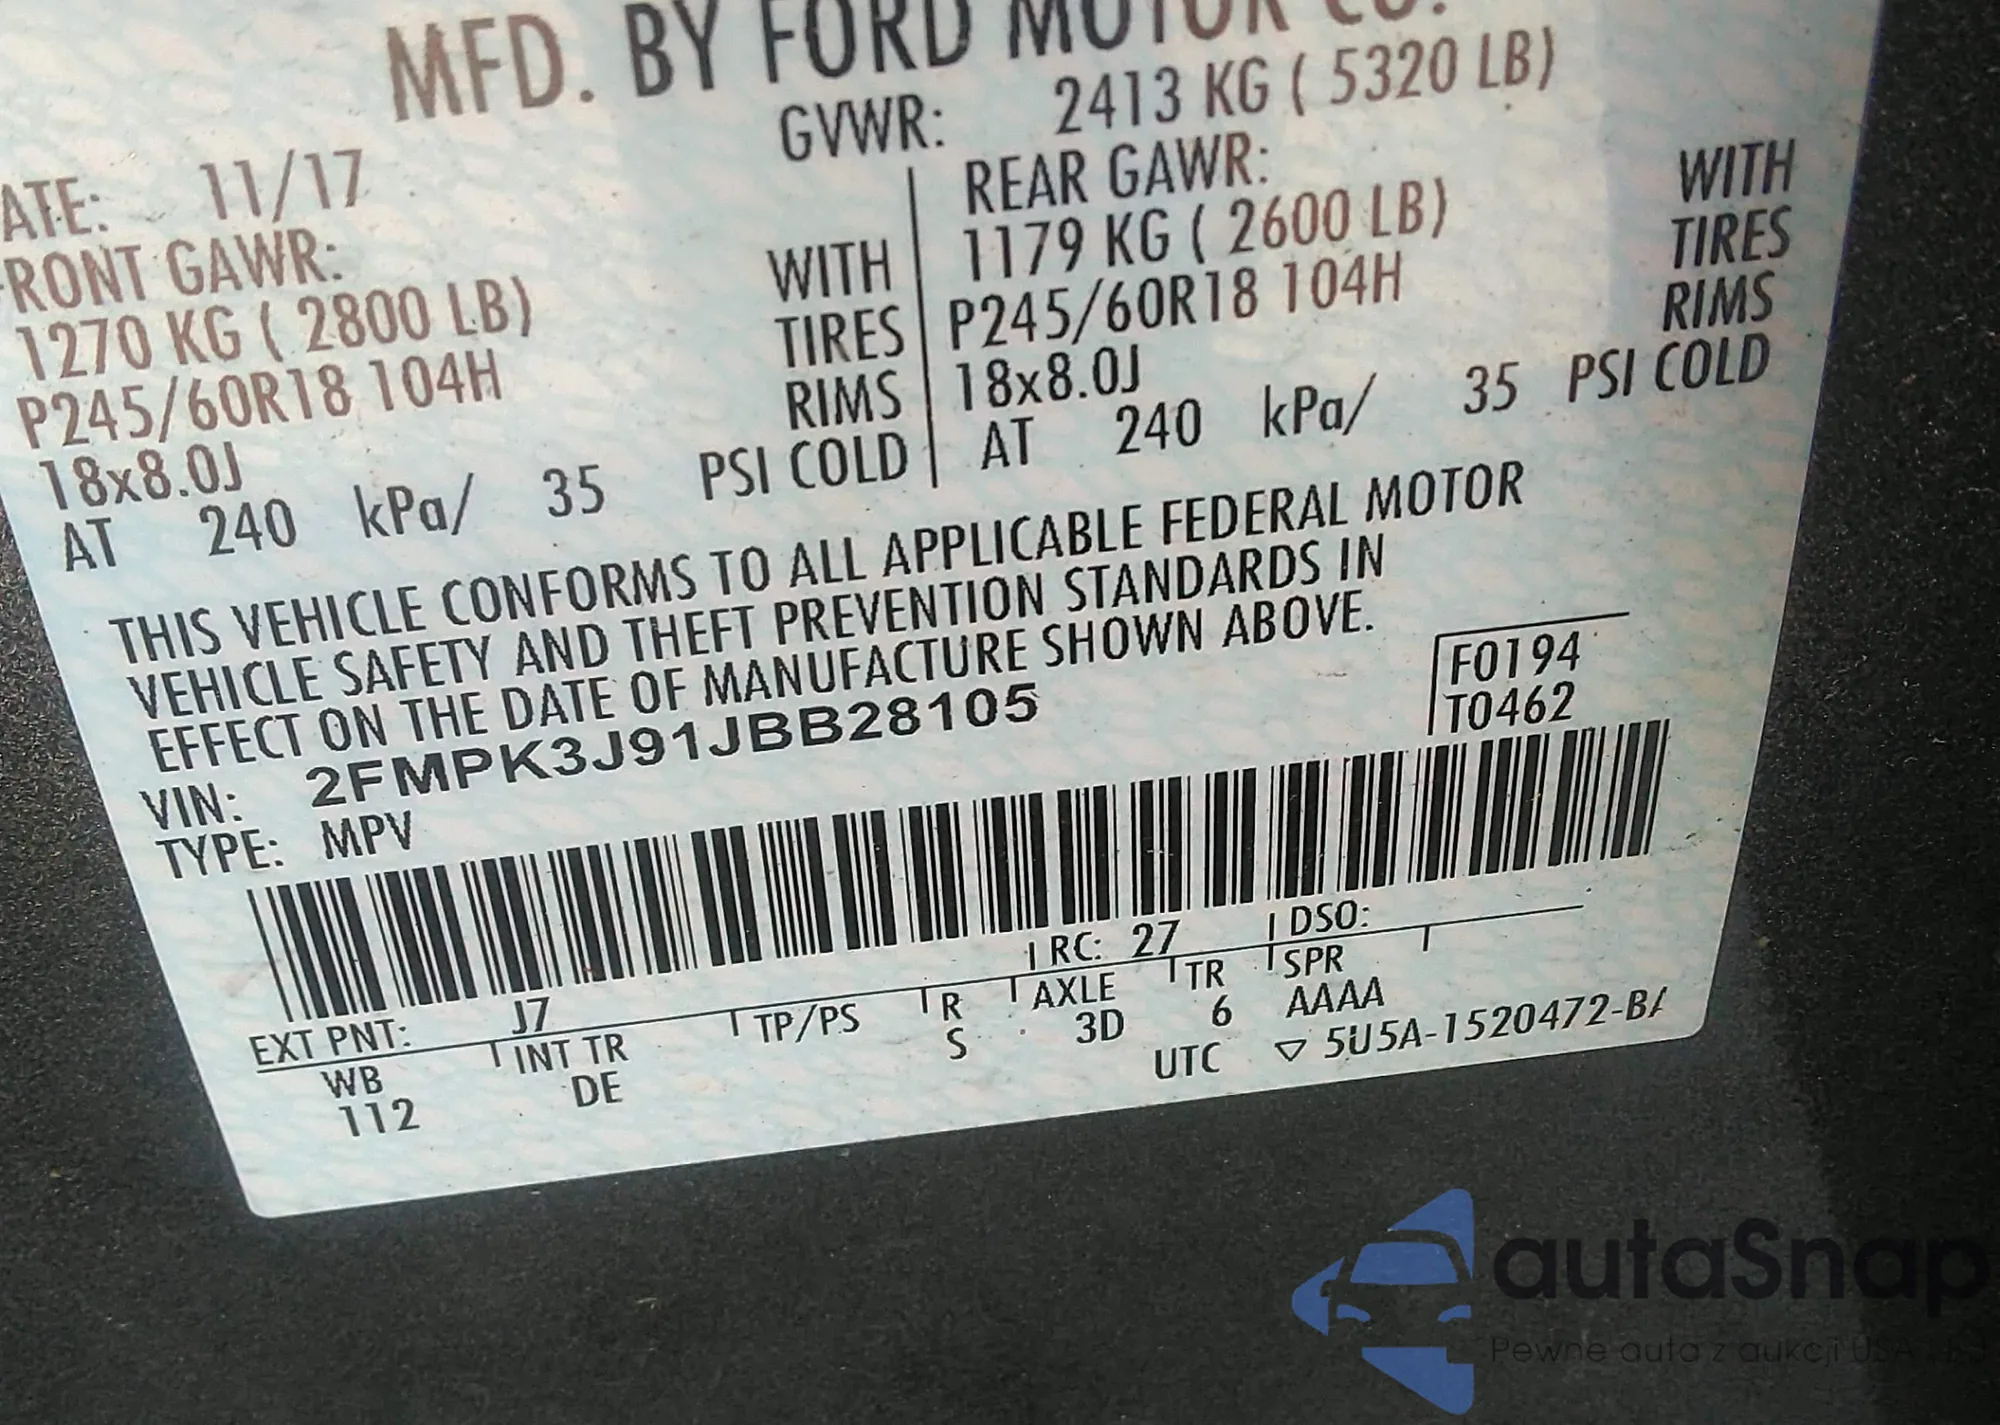 MFD. BY FORD MOTOR CO.
ATE: 11/17 GVWR: 2413 KG ( 5320 LB)
RONT GAWR: REAR GAWR:
1270 KG ( 2800 LB) WITH 1179 KG ( 2600 LB) WITH
P245/60R18 104H TIRES P245/60R18 104H TIRES
18x8.0J RIMS 18x8.0J RIMS
AT 240 kPa/ 35 PSI COLD AT 240 kPa/ 35 PSI COLD
THIS VEHICLE CONFORMS TO ALL APPLICABLE FEDERAL MOTOR
VEHICLE SAFETY AND THEFT PREVENTION STANDARDS IN
EFFECT ON THE DATE OF MANUFACTURE SHOWN ABOVE.
F0194
T0462
VIN: 2FMPK3J91JBB28105
TYPE: MPV
EXT PNT: J7 RC: 27 DSO:
WB INT TR TP/PS R AXLE TR SPR
112 DE S 3D 6 AAAA
UTC ▽ 5U5A-1520472-BA
autaSnap
Pewne auta z aukcji USA